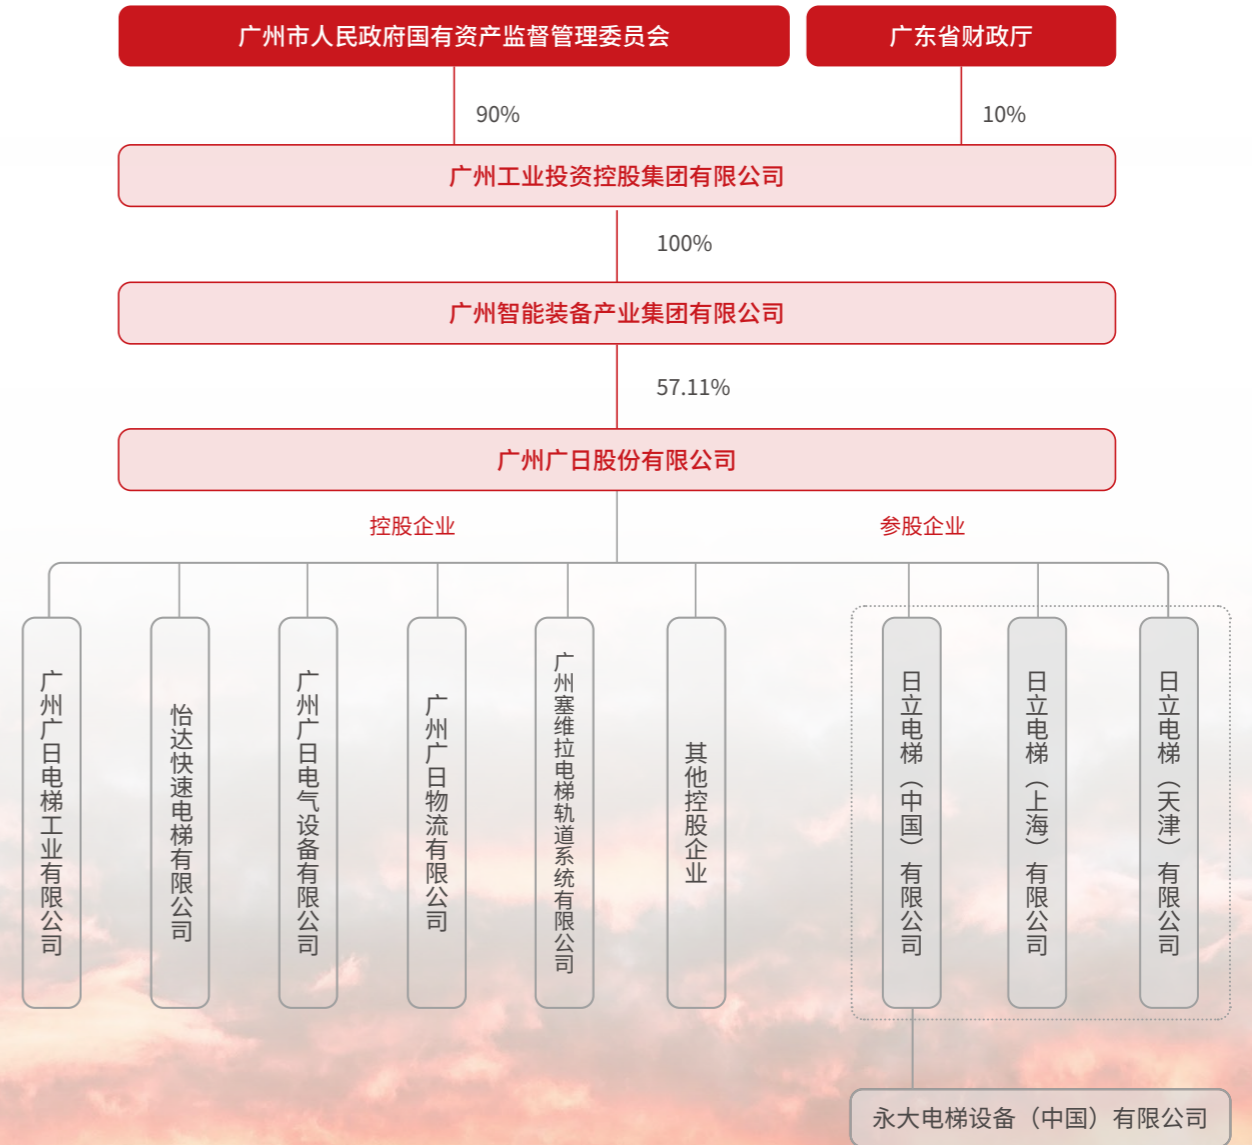 广州市人民政府国有资产监督管理委员会
广东省财政厅
90%
10%
广州工业投资控股集团有限公司
100%
广州智能装备产业集团有限公司
57.11%
广州广日股份有限公司
控股企业
参股企业
广州广日电梯工业有限公司
怡达快速电梯有限公司
广州广日电气设备有限公司
广州广日物流有限公司
广州塞维拉电梯轨道系统有限公司
其他控股企业
日立电梯（中国）有限公司
日立电梯（上海）有限公司
日立电梯（天津）有限公司
永大电梯设备（中国）有限公司